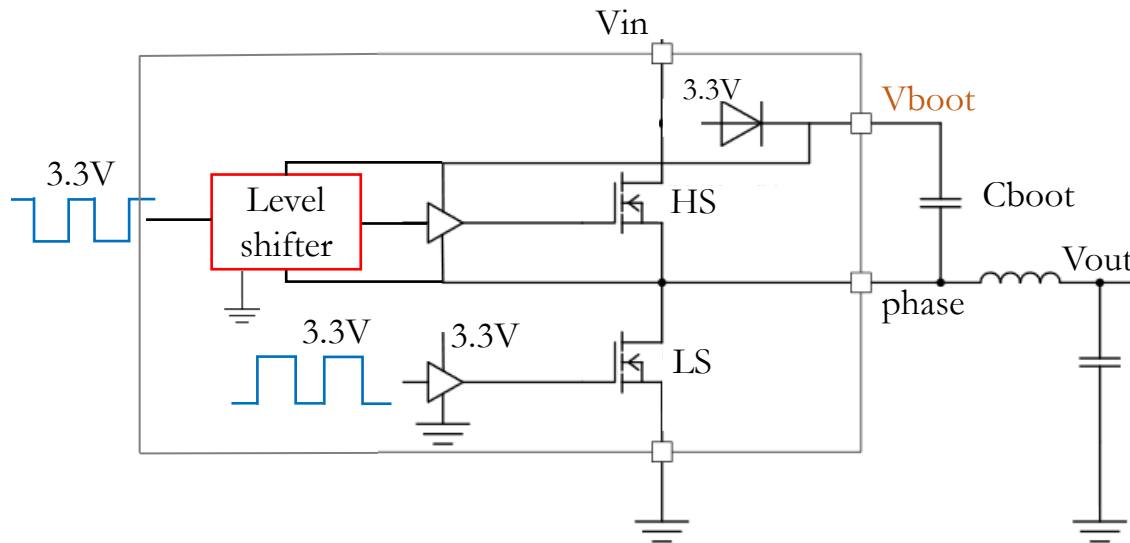 Vin
3.3V
Vboot
3.3V
Level
shifter
HS
Cboot
Vout
phase
3.3V
3.3V
LS